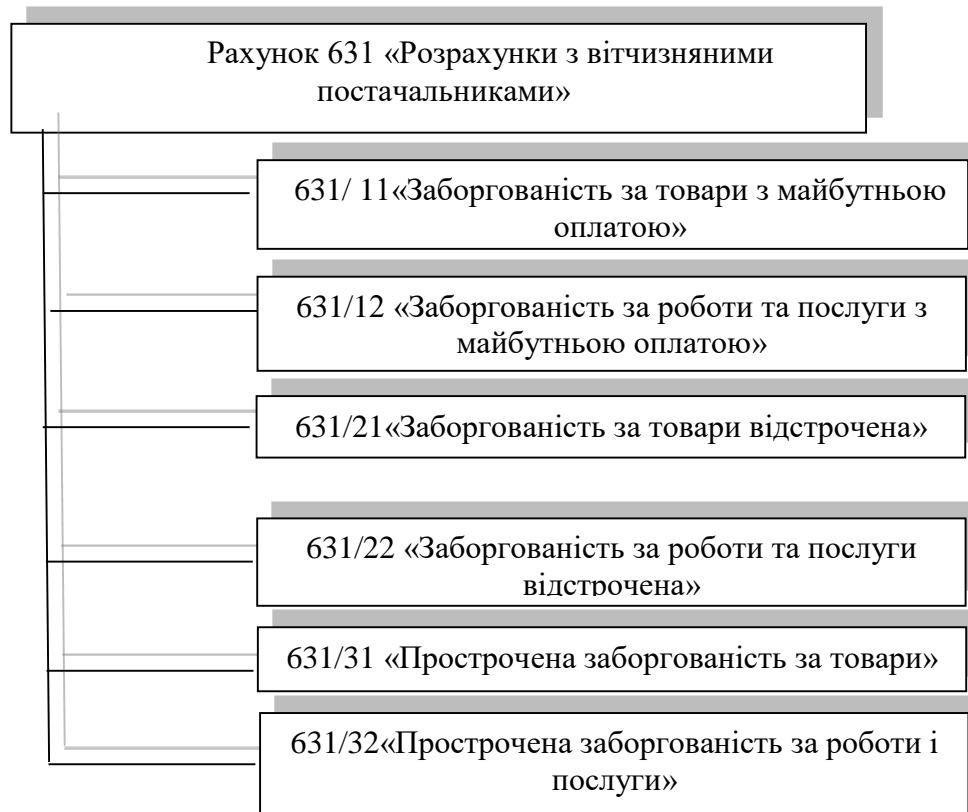 Рахунок 631 «Розрахунки з вітчизняними
постачальниками»
631/ 11«Заборгованість за товари з майбутньою
оплатою»
631/12 «Заборгованість за роботи та послуги з
майбутньою оплатою»
631/21«Заборгованість за товари відстрочена»
631/22 «Заборгованість за роботи та послуги
відстрочена»
631/31 «Прострочена заборгованість за товари»
631/32«Прострочена заборгованість за роботи і
послуги»